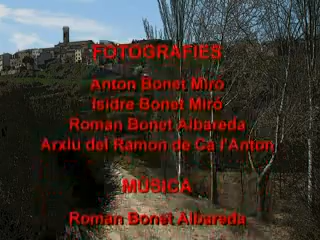 FOTOGRAFIES
Anton Bonet Miró
Isidre Bonet Miró
Roman Bonet Albareda
Arxiu del Ramon de Ca l'Anton
MÚSICA
Roman Bonet Albareda